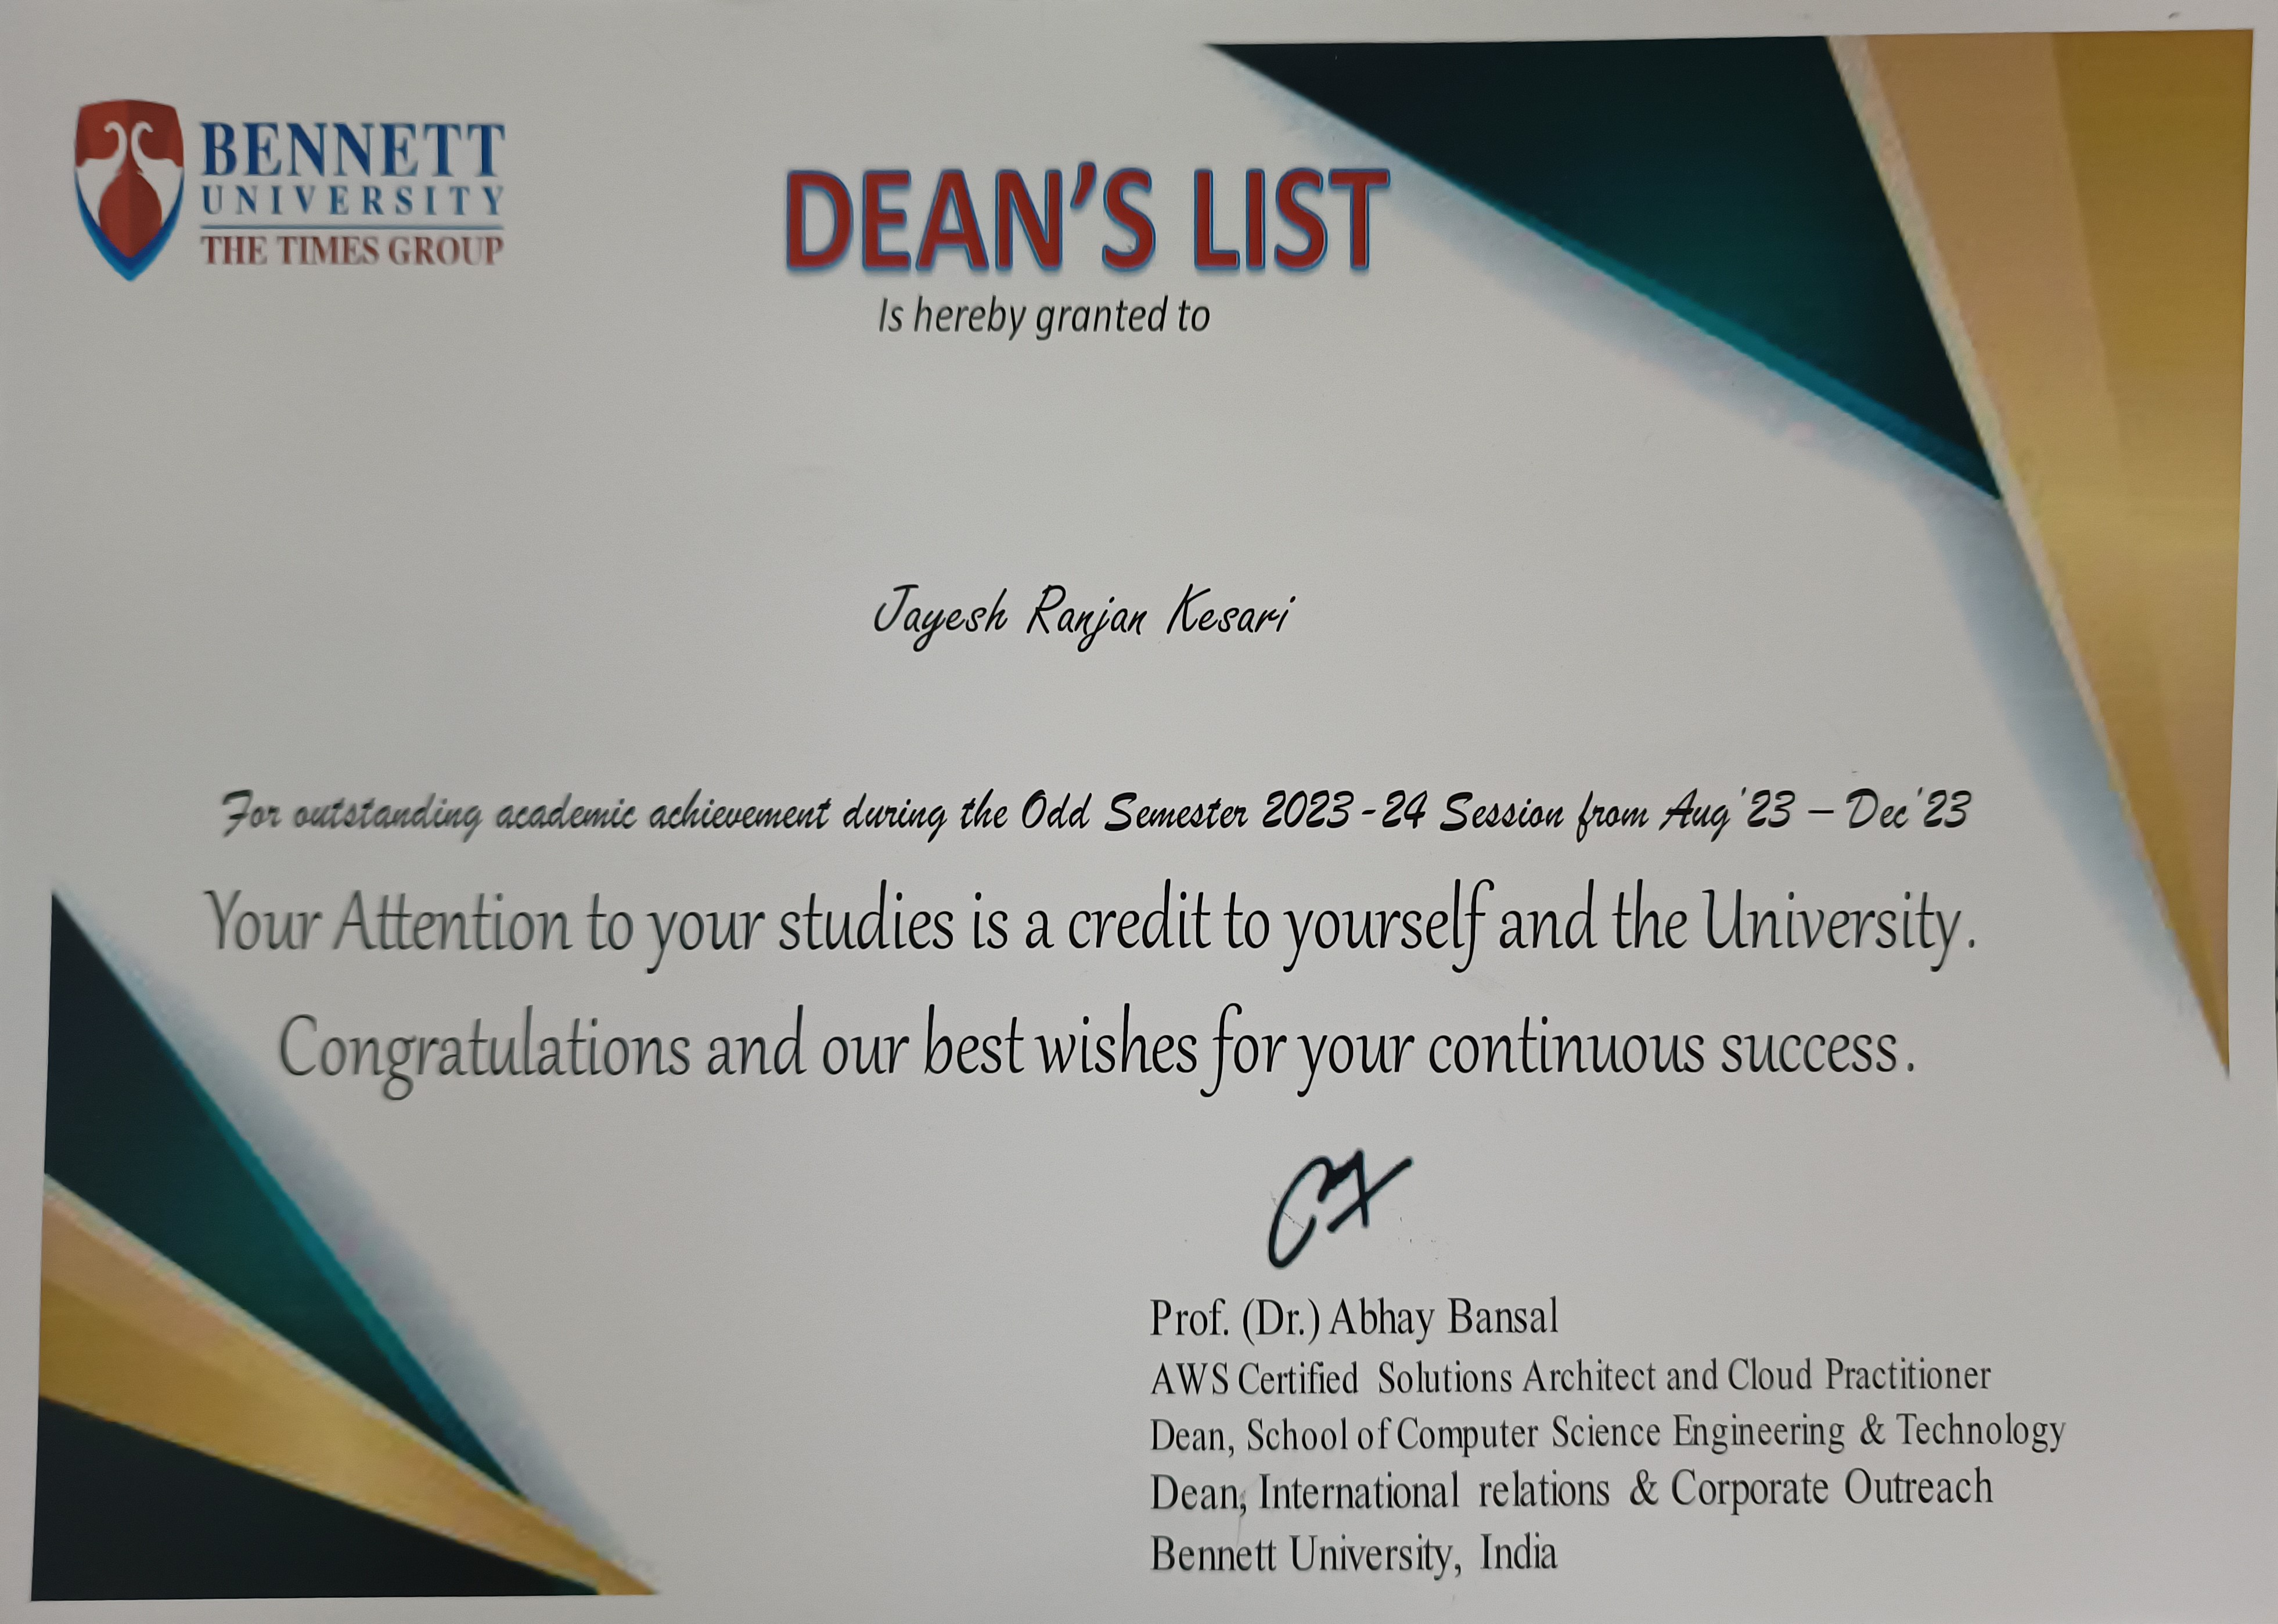 BENNETT
UNIVERSITY
THE TIMES GROUP
DEAN'S LIST
Is hereby granted to
Jayesh Ranjan Kesari
For outstanding academic achievement during the Odd Semester 2023-24 Session from Aug'23 – Dec'23
Your Attention to your studies is a credit to yourself and the University.
Congratulations and our best wishes for your continuous success.
Prof. (Dr.) Abhay Bansal
AWS Certified Solutions Architect and Cloud Practitioner
Dean, School of Computer Science Engineering & Technology
Dean, International relations & Corporate Outreach
Bennett University, India